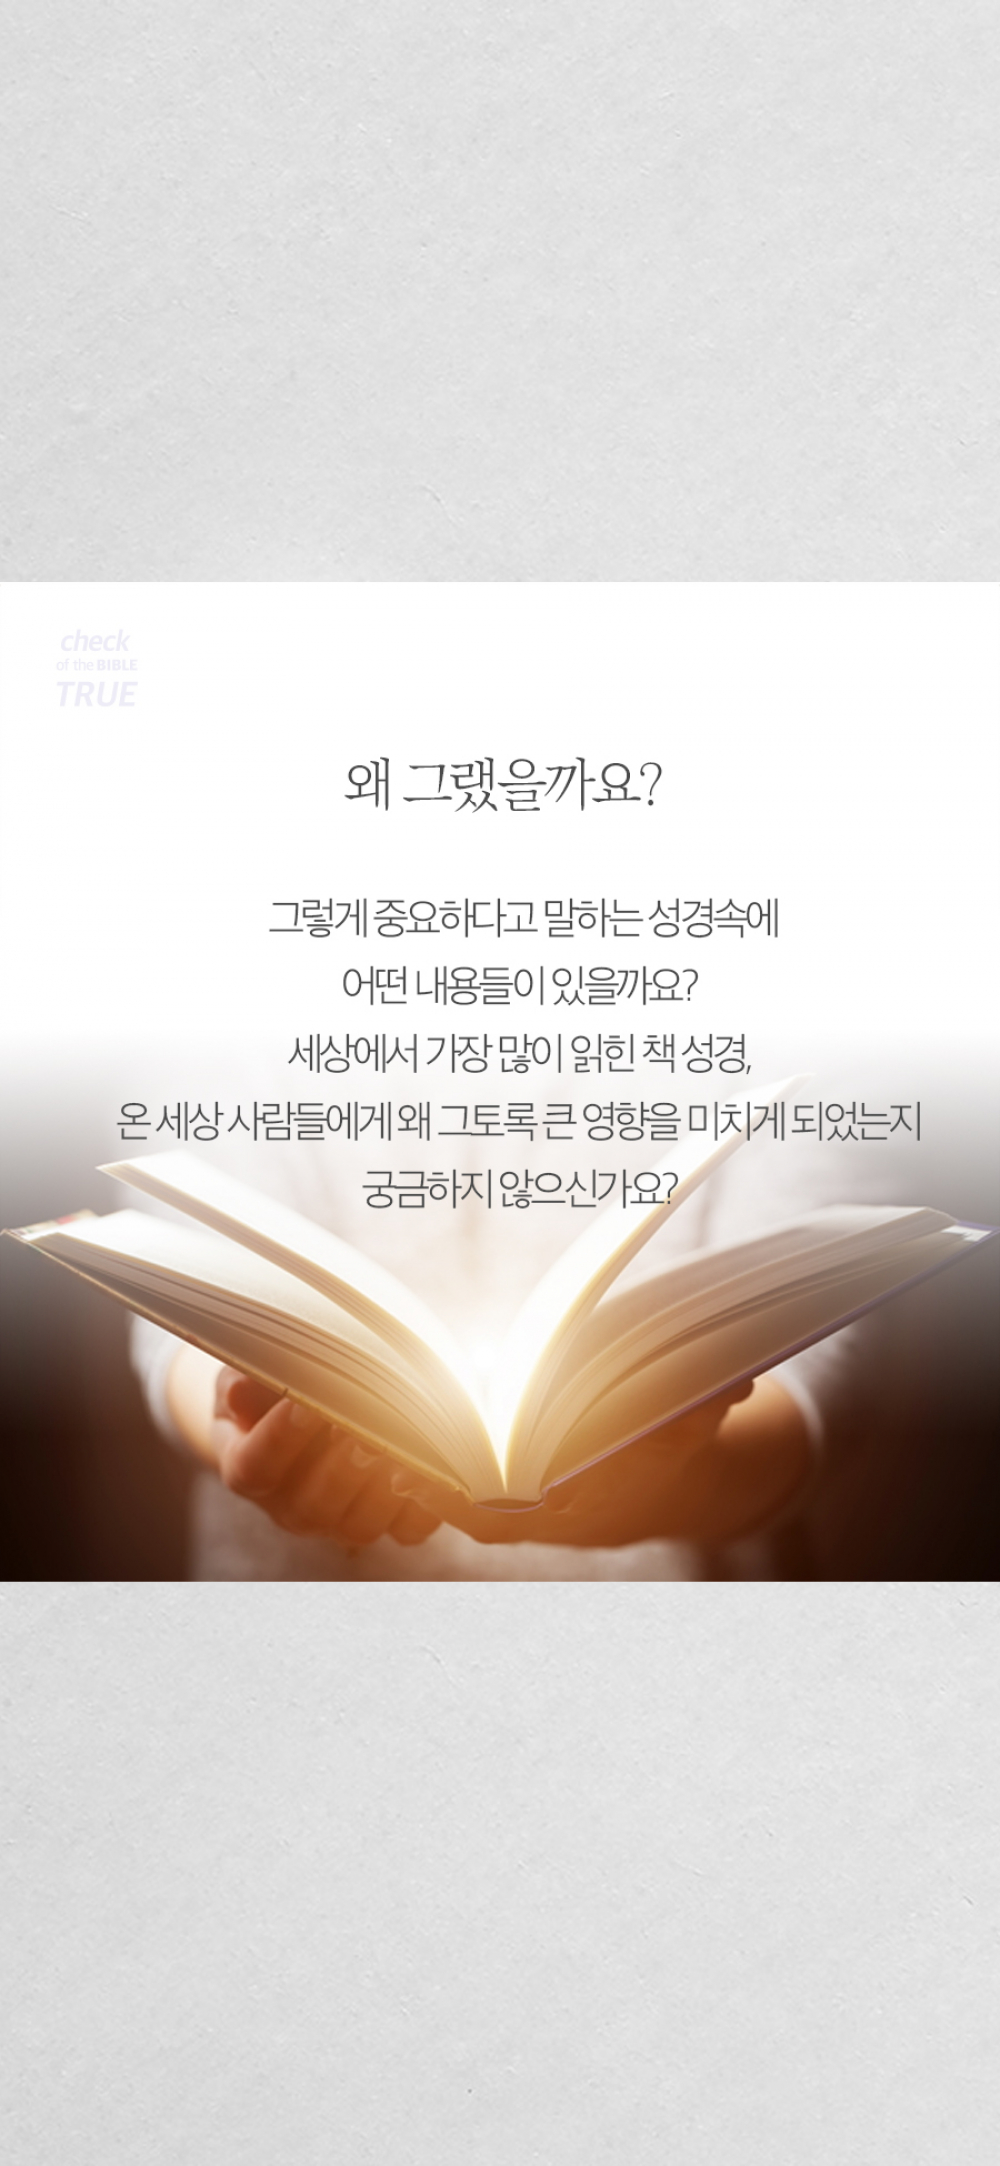 check
of the BIBLE
TRUE
왜 그랬을까요?
그렇게 중요하다고 말하는 성경속에
어떤 내용들이 있을까요?
세상에서 가장 많이 읽힌 책 성경,
온 세상 사람들에게 왜 그토록 큰 영향을 미치게 되었는지
궁금하지 않으신가요?